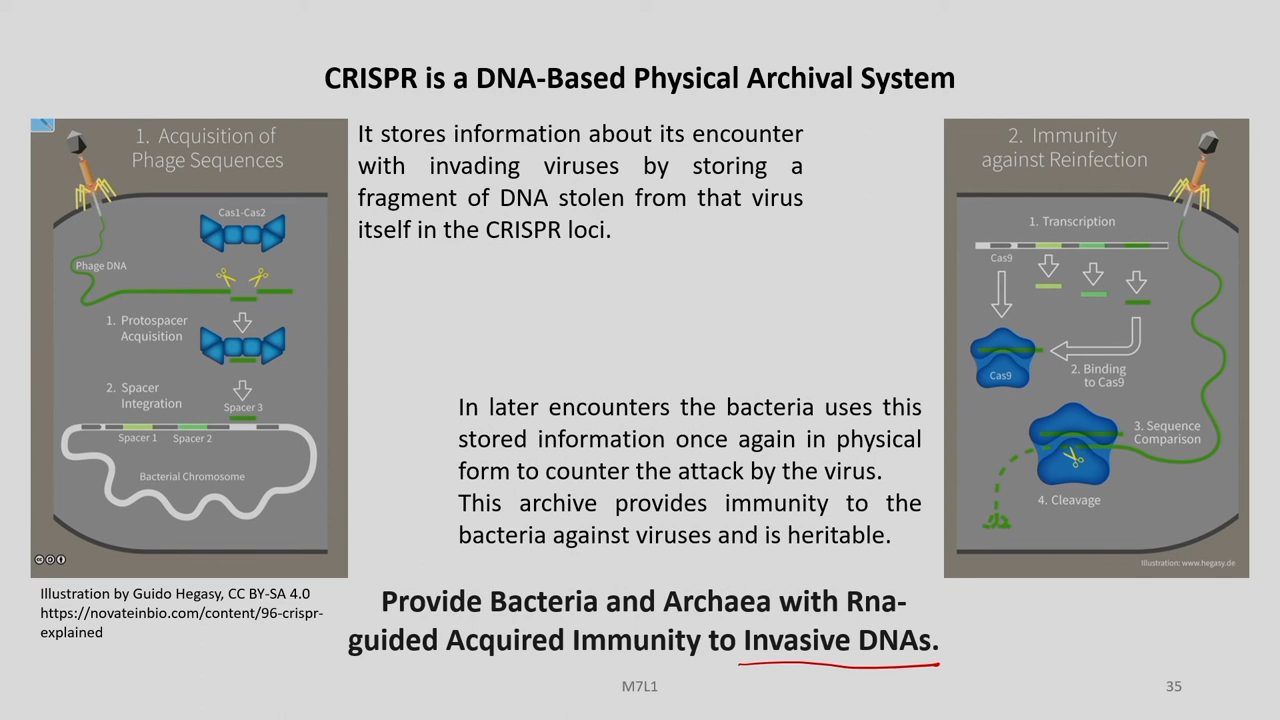 CRISPR is a DNA-Based Physical Archival System
1. Acquisition of
Phage Sequences
Cas1-Cas2
Phage DNA
1. Protospacer
Acquisition
2. Spacer
Integration
Spacer 3
Spacer 1
Spacer 2
Bacterial Chromosome
Illustration by Guido Hegasy, CC BY-SA 4.0
https://novateinbio.com/content/96-crispr-
explained
It stores information about its encounter
with invading viruses by storing a
fragment of DNA stolen from that virus
itself in the CRISPR loci.
In later encounters the bacteria uses this
stored information once again in physical
form to counter the attack by the virus.
This archive provides immunity to the
bacteria against viruses and is heritable.
2. Immunity
against Reinfection
1. Transcription
Cas9
Cas9
2. Binding
to Cas9
3. Sequence
Comparison
4. Cleavage
Illustration: www.hegasy.de
Provide Bacteria and Archaea with Rna-
guided Acquired Immunity to Invasive DNAs.
M7L1
35